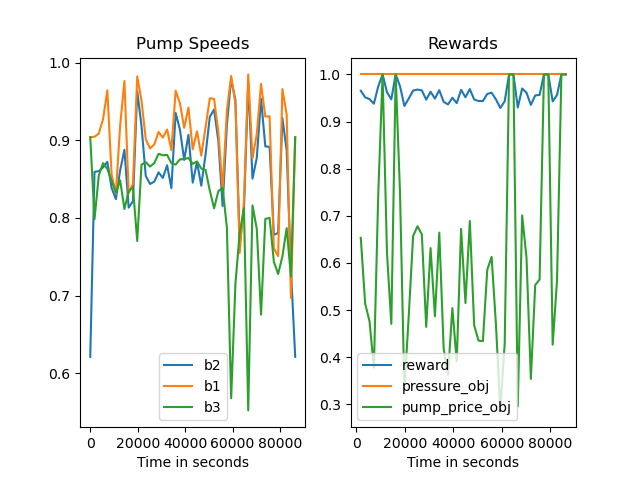 Pump Speeds
1.0
0.9
0.8
0.7
0.6
b2
b1
b3
0 20000 40000 60000 80000
Time in seconds
Rewards
1.0
0.9
0.8
0.7
0.6
0.5
0.4
0.3
reward
pressure_obj
pump_price_obj
0 20000 40000 60000 80000
Time in seconds